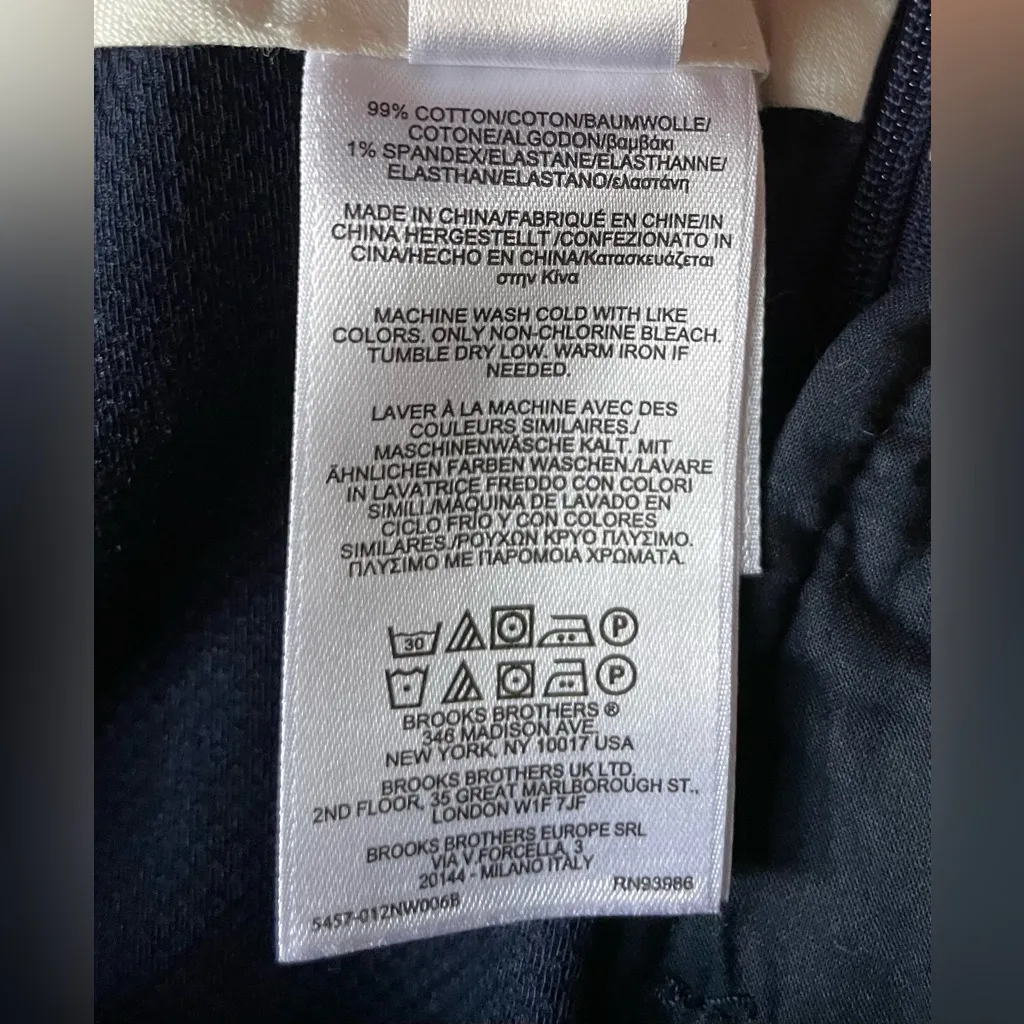 99% COTTON/COTON/BAUMWOLLE/
COTONE/ALGODON/βαμβάκι
1% SPANDEX/ELASTANE/ELASTHANNE/
ELASTHAN/ELASTANO/ελαστάνη
MADE IN CHINA/FABRIQUÉ EN CHINE/IN
CHINA HERGESTELLT/CONFEZIONATO IN
CINA/HECHO EN CHINA/Κατασκευάζεται
στην Κίνα
MACHINE WASH COLD WITH LIKE
COLORS. ONLY NON-CHLORINE BLEACH.
TUMBLE DRY LOW. WARM IRON IF
NEEDED.
LAVER À LA MACHINE AVEC DES
COULEURS SIMILAIRES./
MASCHINENWÄSCHE KALT. MIT
ÄHNLICHEN FARBEN WASCHEN./LAVARE
IN LAVATRICE FREDDO CON COLORI
SIMILI./MÁQUINA DE LAVADO EN
CICLO FRÍO Y CON COLORES
SIMILARES./ΡΟΥΧΩΝ ΚΡΥΟ ΠΛΥΣΙΜΟ.
ΠΛΥΣΙΜΟ ΜΕ ΠΑΡΟΜΟΙΑ ΧΡΩΜΑΤΑ.
30 P
P
BROOKS BROTHERS ®
346 MADISON AVE.
NEW YORK, NY 10017 USA
BROOKS BROTHERS UK LTD.
2ND FLOOR, 35 GREAT MARLBOROUGH ST.,
LONDON W1F 7JF
BROOKS BROTHERS EUROPE SRL
VIA V.FORCELLA, 3
20144 - MILANO ITALY
RN93986
5457-012NW006B